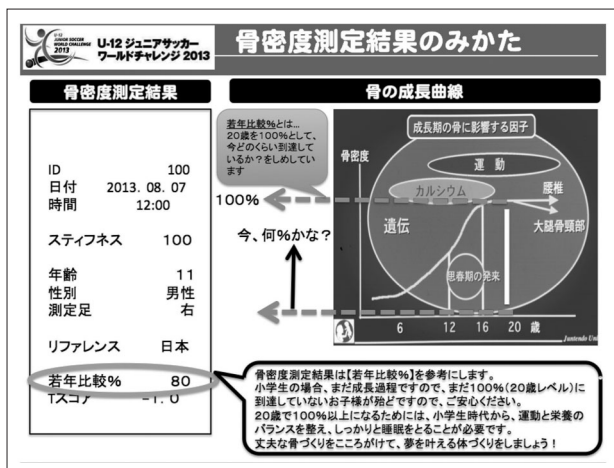 U-12
JUNIOR SOCCER
WORLD CHALLENGE
2013
U-12 ジュニアサッカー
ワールドチャレンジ 2013
骨密度測定結果のみかた
骨密度測定結果
ID 100
日付 2013. 08. 07
時間 12:00
スティフネス 100
年齢 11
性別 男性
測定足 右
リファレンス 日本
若年比較% 80
Tスコア −1. 0
骨の成長曲線
若年比較%とは…
20歳を100%として、
今どのくらい到達して
いるか？をしめしてい
ます
100%
今、何%かな？
成長期の骨に影響する因子
骨密度
運動
カルシウム
腰椎
遺伝
大腿骨頸部
思春期の発来
6 12 16 20 歳
骨密度測定結果は【若年比較%】を参考にします。
小学生の場合、まだ成長過程ですので、まだ100%（20歳レベル）に
到達していないお子様が殆どですので、ご安心ください。
20歳で100%以上になるためには、小学生時代から、運動と栄養の
バランスを整え、しっかりと睡眠をとることが必要です。
丈夫な骨づくりをこころがけて、夢を叶える体づくりをしましょう！